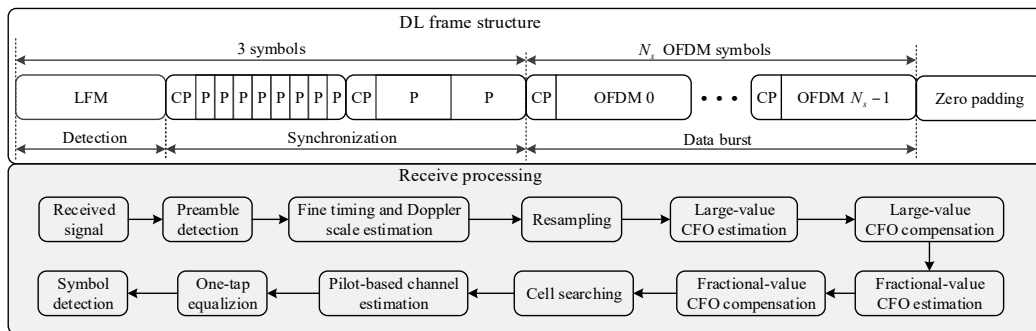 DL frame structure
3 symbols
N_s OFDM symbols
LFM
CP P P P P P P P P
CP P P
CP OFDM 0
• • •
CP OFDM N_s − 1
Zero padding
Detection
Synchronization
Data burst
Receive processing
Received
signal
Preamble
detection
Fine timing and Doppler
scale estimation
Resampling
Large-value
CFO estimation
Large-value
CFO compensation
Fractional-value
CFO estimation
Fractional-value
CFO compensation
Cell searching
Pilot-based channel
estimation
One-tap
equalizion
Symbol
detection